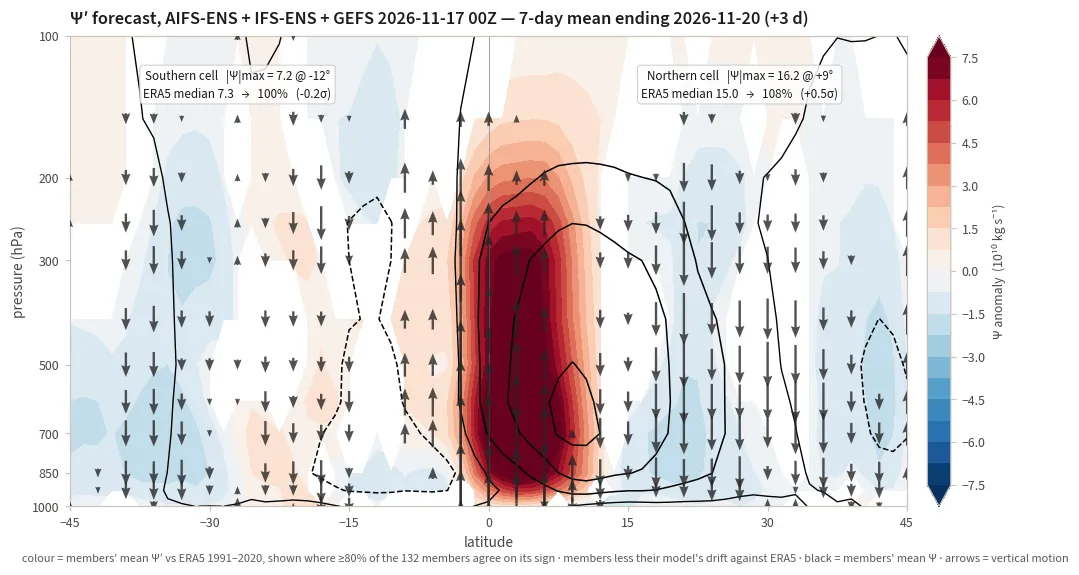 Ψ′ forecast, AIFS-ENS + IFS-ENS + GEFS 2026-11-17 00Z — 7-day mean ending 2026-11-20 (+3 d)
Southern cell |Ψ|max = 7.2 @ -12°
ERA5 median 7.3 → 100% (-0.2σ)
Northern cell |Ψ|max = 16.2 @ +9°
ERA5 median 15.0 → 108% (+0.5σ)
pressure (hPa)
100
200
300
400
500
700
850
1000
−45
−30
−15
0
15
30
45
latitude
7.5
6.0
4.5
3.0
1.5
0.0
−1.5
−3.0
−4.5
−6.0
−7.5
Ψ anomaly (10¹⁰ kg s⁻¹)
colour = members' mean Ψ′ vs ERA5 1991–2020, shown where ≥80% of the 132 members agree on its sign · members less their model's drift against ERA5 · black = members' mean Ψ · arrows = vertical motion